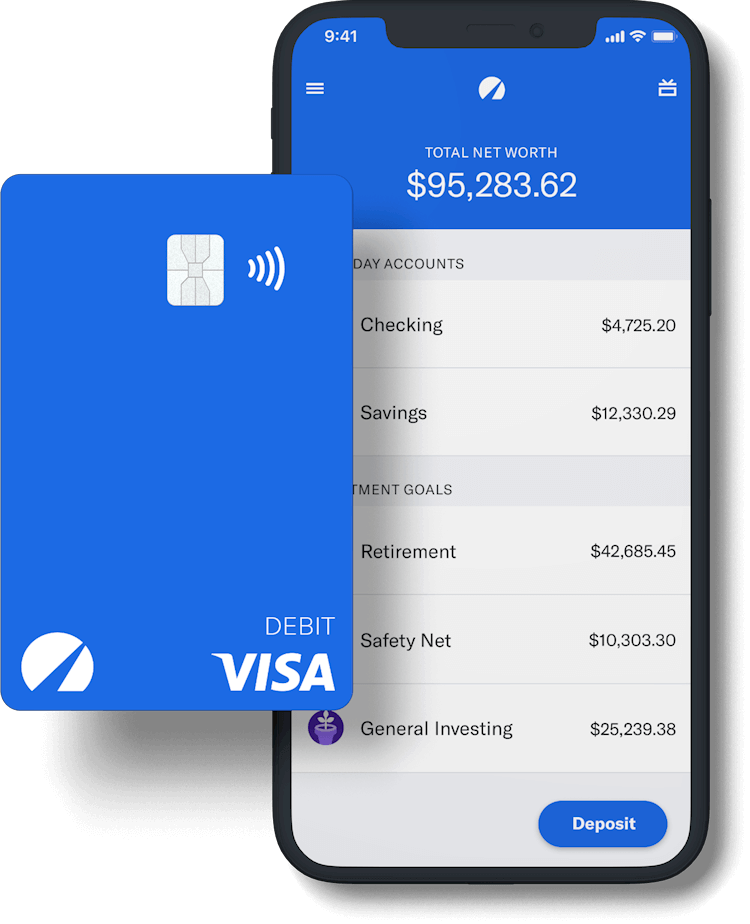 9:41
TOTAL NET WORTH
$95,283.62
DAY ACCOUNTS
Checking $4,725.20
Savings $12,330.29
TMENT GOALS
Retirement $42,685.45
Safety Net $10,303.30
General Investing $25,239.38
Deposit
DEBIT
VISA